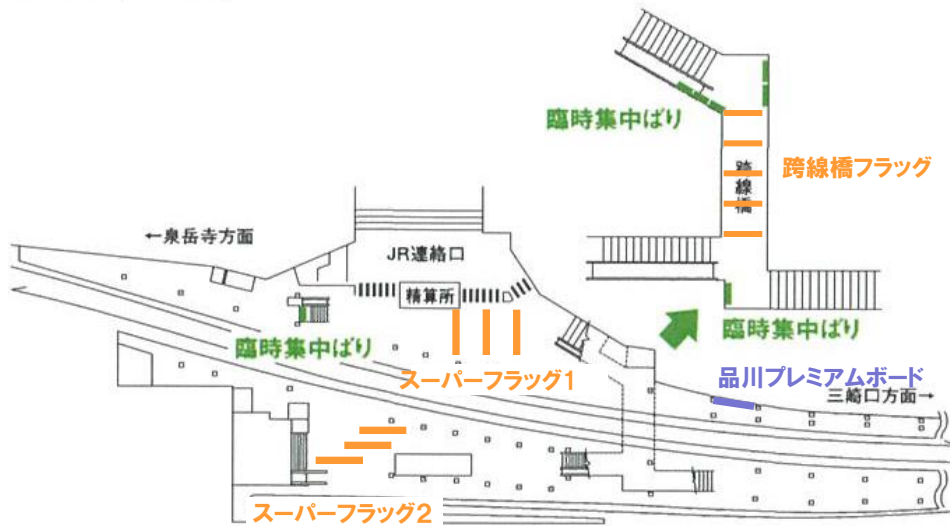 臨時集中ばり
跨線橋フラッグ
跨線橋
←泉岳寺方面
JR連絡口
精算所
臨時集中ばり
臨時集中ばり
スーパーフラッグ1
品川プレミアムボード
三崎口方面→
スーパーフラッグ2